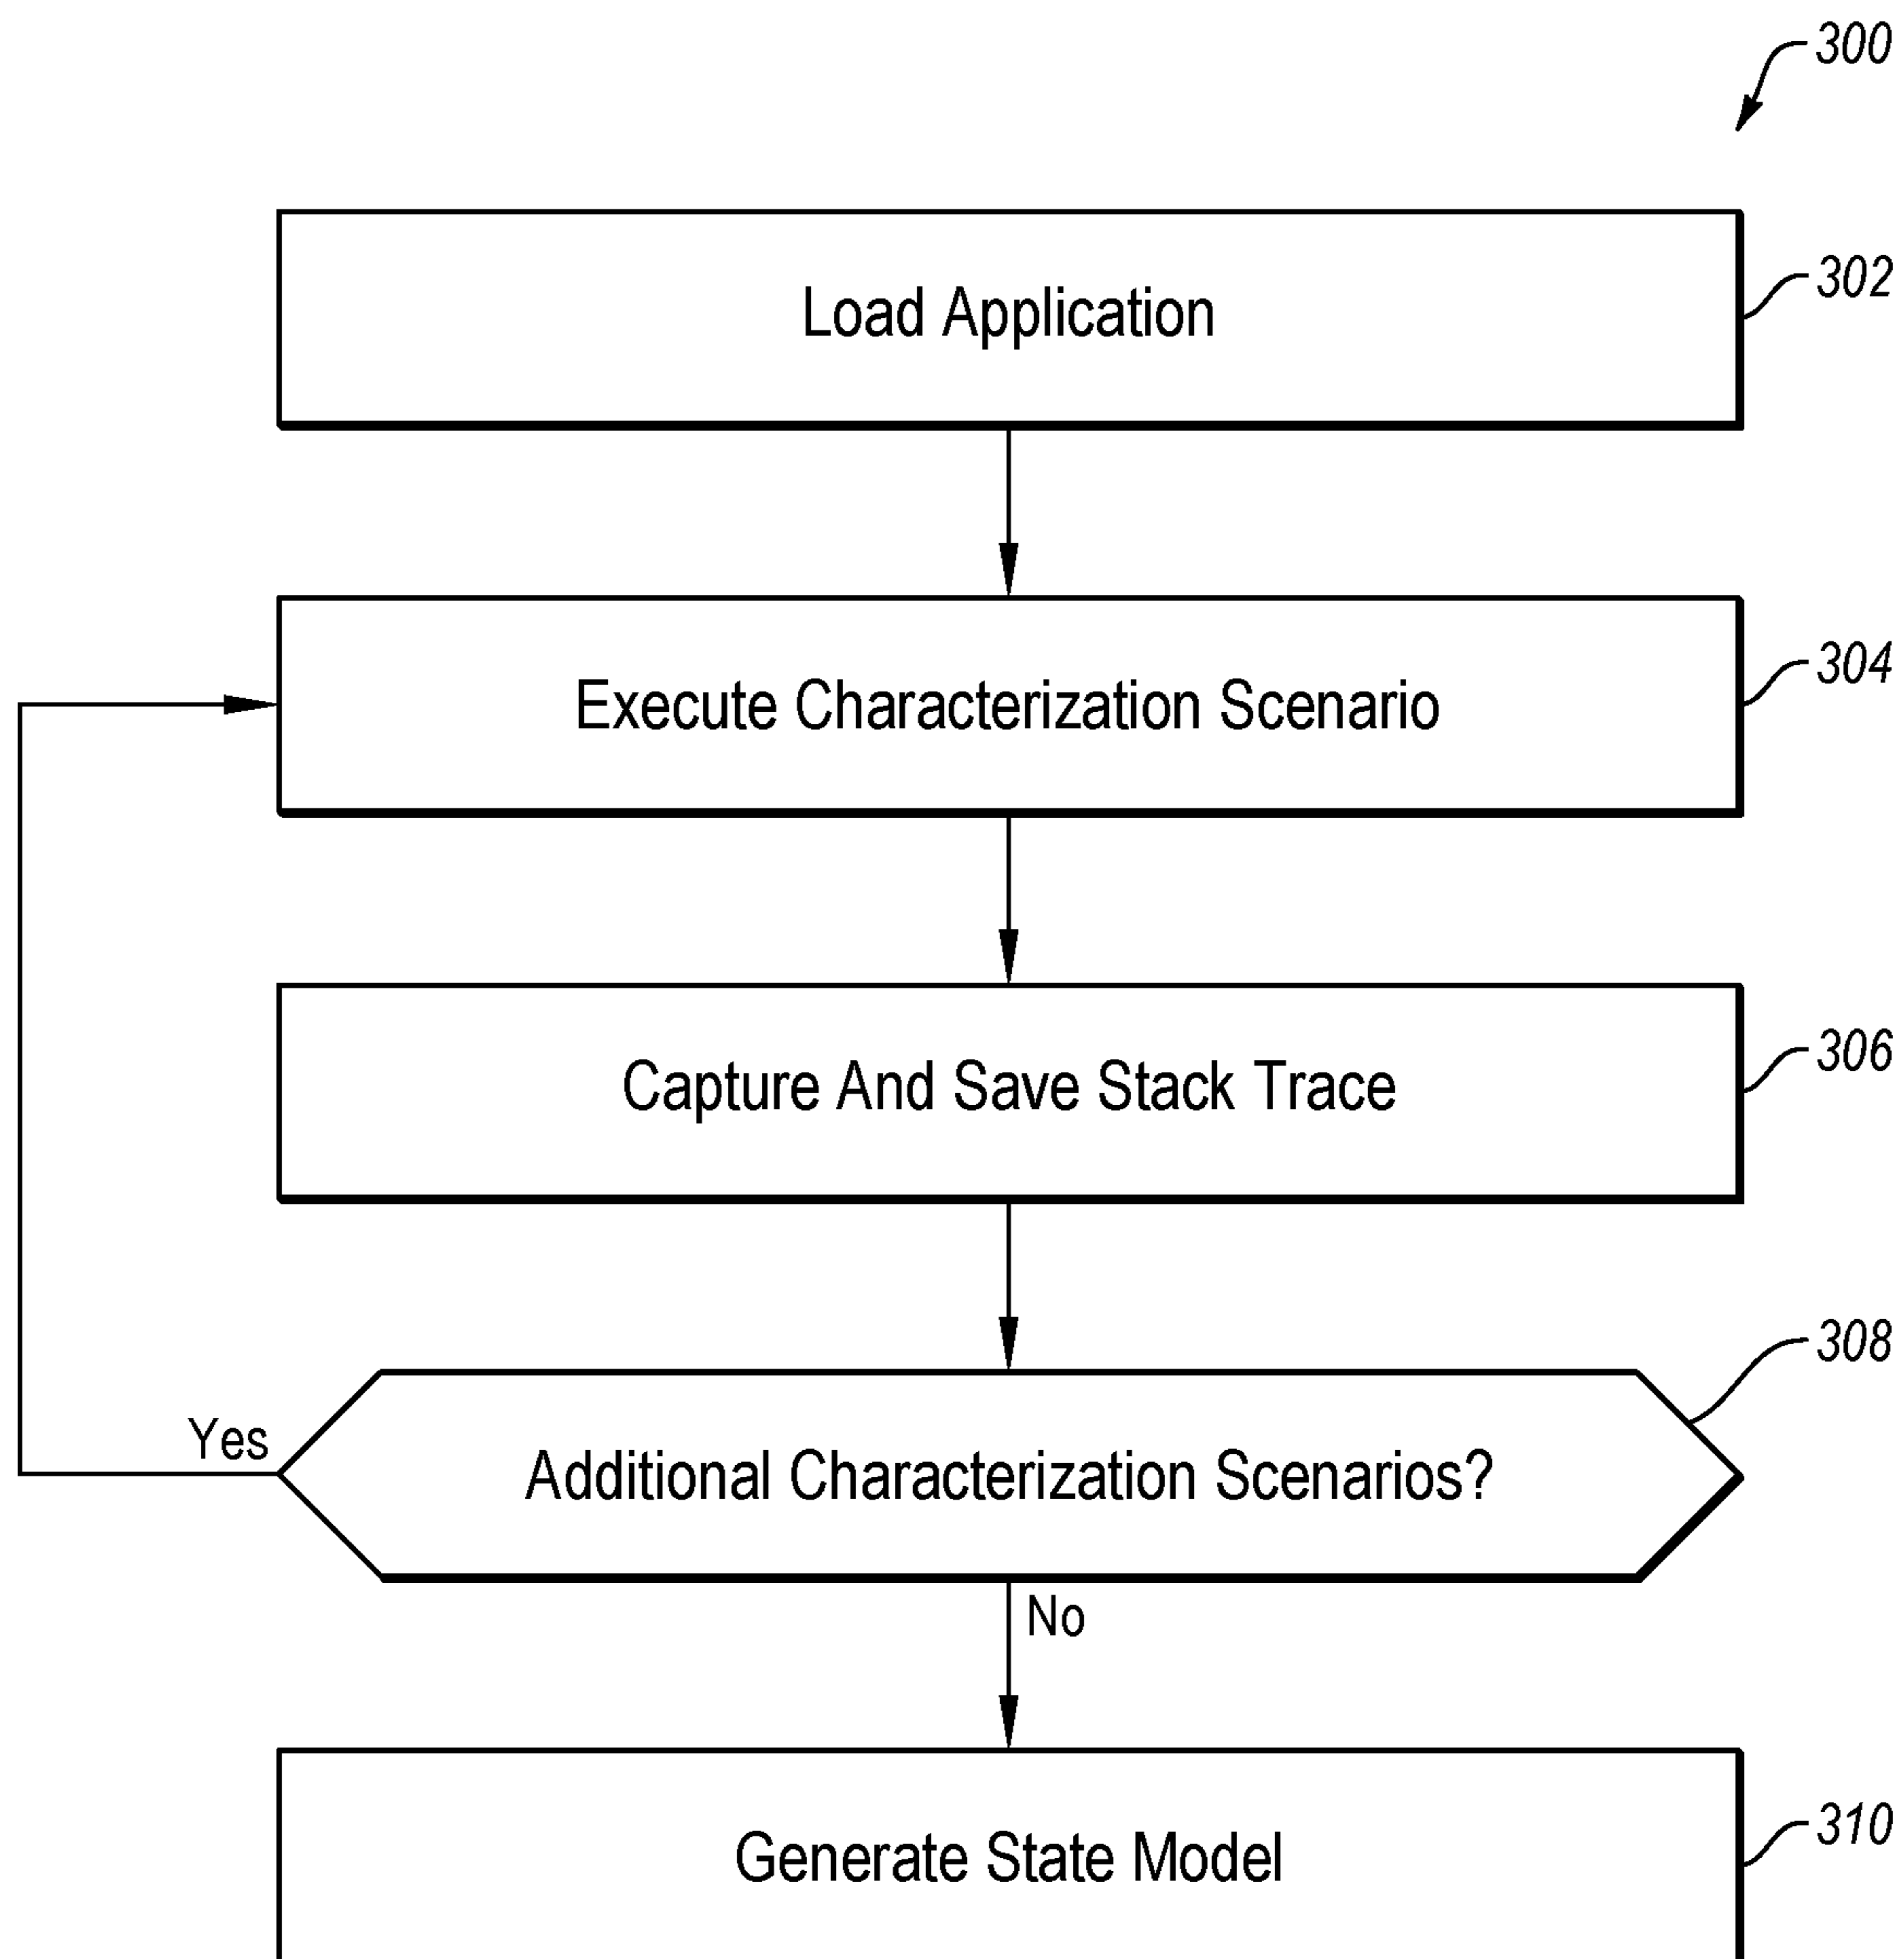 300
Load Application
302
Execute Characterization Scenario
304
Capture And Save Stack Trace
306
308
Yes
Additional Characterization Scenarios?
No
Generate State Model
310